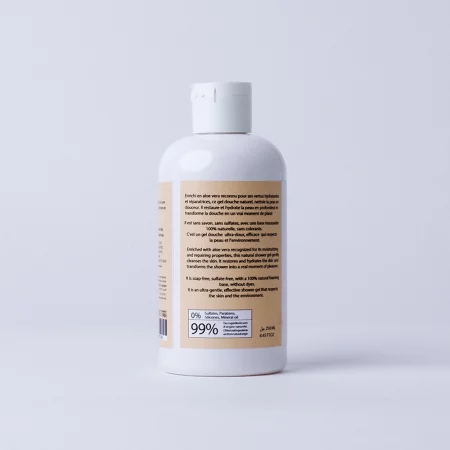 Enrichi en aloe vera reconnu pour ses vertus hydratantes
et réparatrices, ce gel douche naturel, nettoie la peau en
douceur. Il restaure et hydrate la peau en profondeur et
transforme la douche en un vrai moment de plaisir
Il est sans savon, sans sulfates, avec une base moussante
100% naturelle, sans colorants.
C'est un gel douche ultra-doux, efficace qui respecte
la peau et l'environnement.
Enriched with aloe vera recognized for its moisturizing
and repairing properties, this natural shower gel gently
cleanses the skin. It restores and hydrates the skin and
transforms the shower into a real moment of pleasure.
It is soap-free, sulfate-free, with a 100% natural foaming
base, without dyes.
It is an ultra-gentle, effective shower gel that respects
the skin and the environment.
0% Sulfates, Parabens,
Silicones, Mineral oil
99%
250 ML